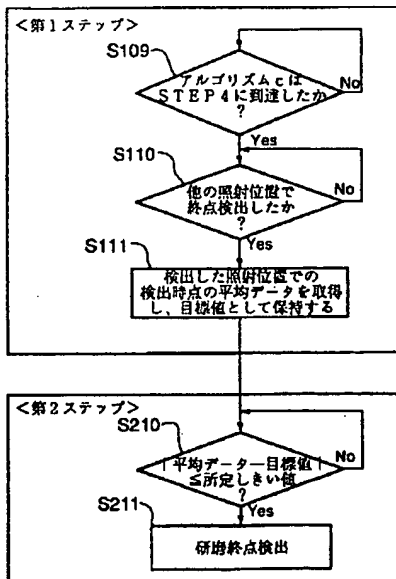 <第1ステップ>
S109
アルゴリズムcは
STEP4に到達したか
?
No
Yes
S110
他の照射位置で
終点検出したか
?
No
Yes
S111
検出した照射位置での
検出時点の平均データを取得
し、目標値として保持する
<第2ステップ>
S210
|平均データ－目標値|
≦所定しきい値
?
No
Yes
S211
研磨終点検出